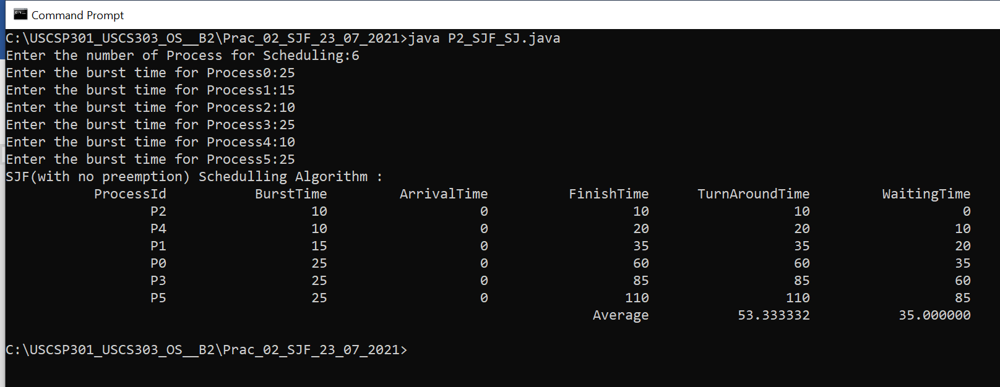 Command Prompt
C:\USCSP301_USCS303_OS__B2\Prac_02_SJF_23_07_2021>java P2_SJF_SJ.java
Enter the number of Process for Scheduling:6
Enter the burst time for Process0:25
Enter the burst time for Process1:15
Enter the burst time for Process2:10
Enter the burst time for Process3:25
Enter the burst time for Process4:10
Enter the burst time for Process5:25
SJF(with no preemption) Schedulling Algorithm :
ProcessId BurstTime ArrivalTime FinishTime TurnAroundTime WaitingTime
P2 10 0 10 10 0
P4 10 0 20 20 10
P1 15 0 35 35 20
P0 25 0 60 60 35
P3 25 0 85 85 60
P5 25 0 110 110 85
Average 53.333332 35.000000
C:\USCSP301_USCS303_OS__B2\Prac_02_SJF_23_07_2021>